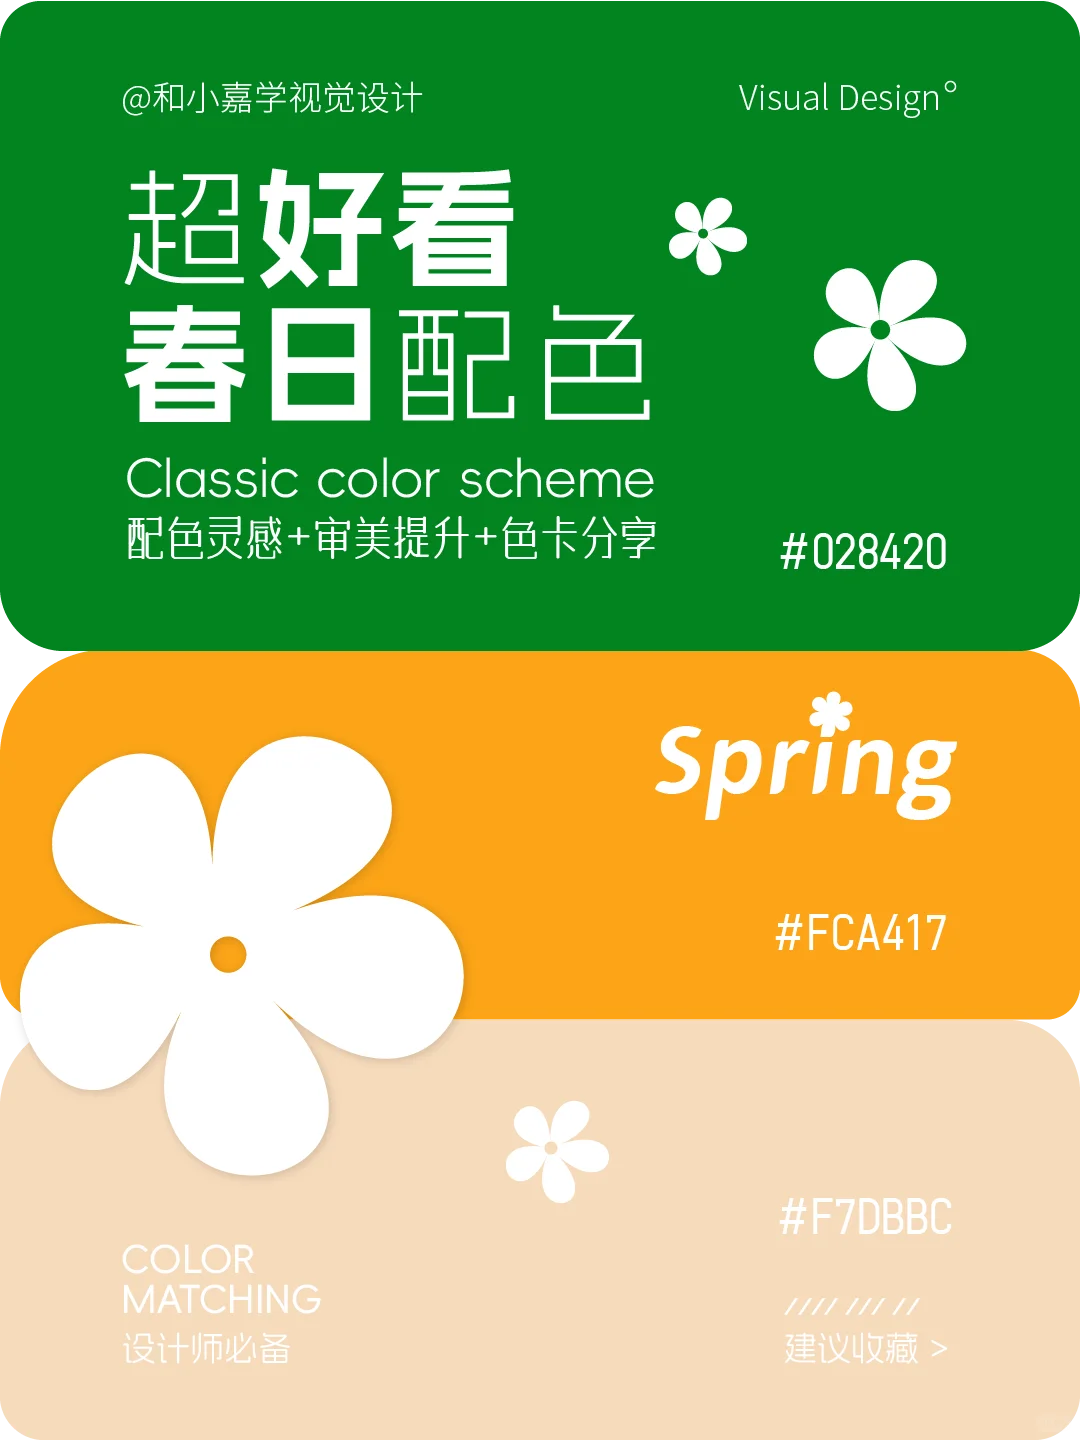 @和小嘉学视觉设计
Visual Design°
超好看
春日配色
Classic color scheme
配色灵感+审美提升+色卡分享
#028420
Spring
#FCA417
#F7DBBC
COLOR
MATCHING
设计师必备
//// /// //
建议收藏 >